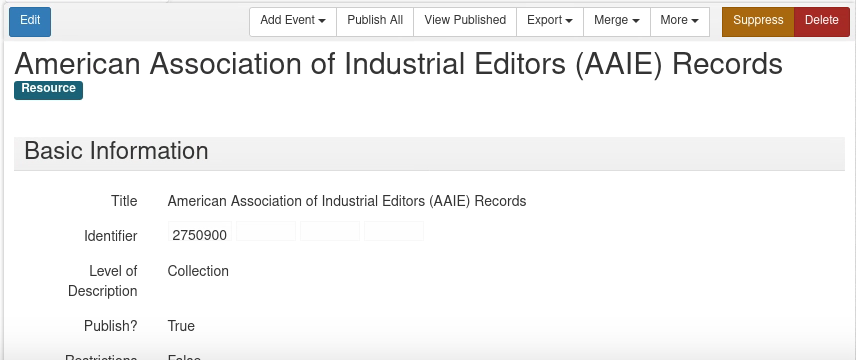 Edit Add Event Publish All View Published Export Merge More Suppress Delete
American Association of Industrial Editors (AAIE) Records
Resource
Basic Information
Title American Association of Industrial Editors (AAIE) Records
Identifier 2750900
Level of Description Collection
Publish? True
Restrictions False